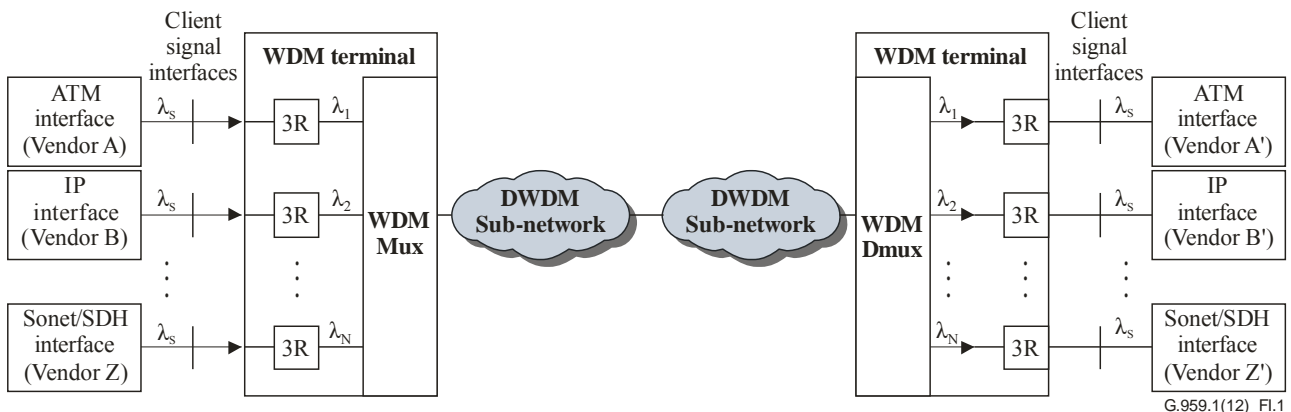 Client
signal
interfaces
WDM terminal
ATM
interface
(Vendor A)
λs
3R
λ1
IP
interface
(Vendor B)
λs
3R
λ2
WDM
Mux
Sonet/SDH
interface
(Vendor Z)
λs
3R
λN
DWDM
Sub-network
DWDM
Sub-network
WDM terminal
Client
signal
interfaces
WDM
Dmux
λ1
3R
λs
ATM
interface
(Vendor A')
λ2
3R
λs
IP
interface
(Vendor B')
λN
3R
λs
Sonet/SDH
interface
(Vendor Z')
G.959.1(12)_FI.1